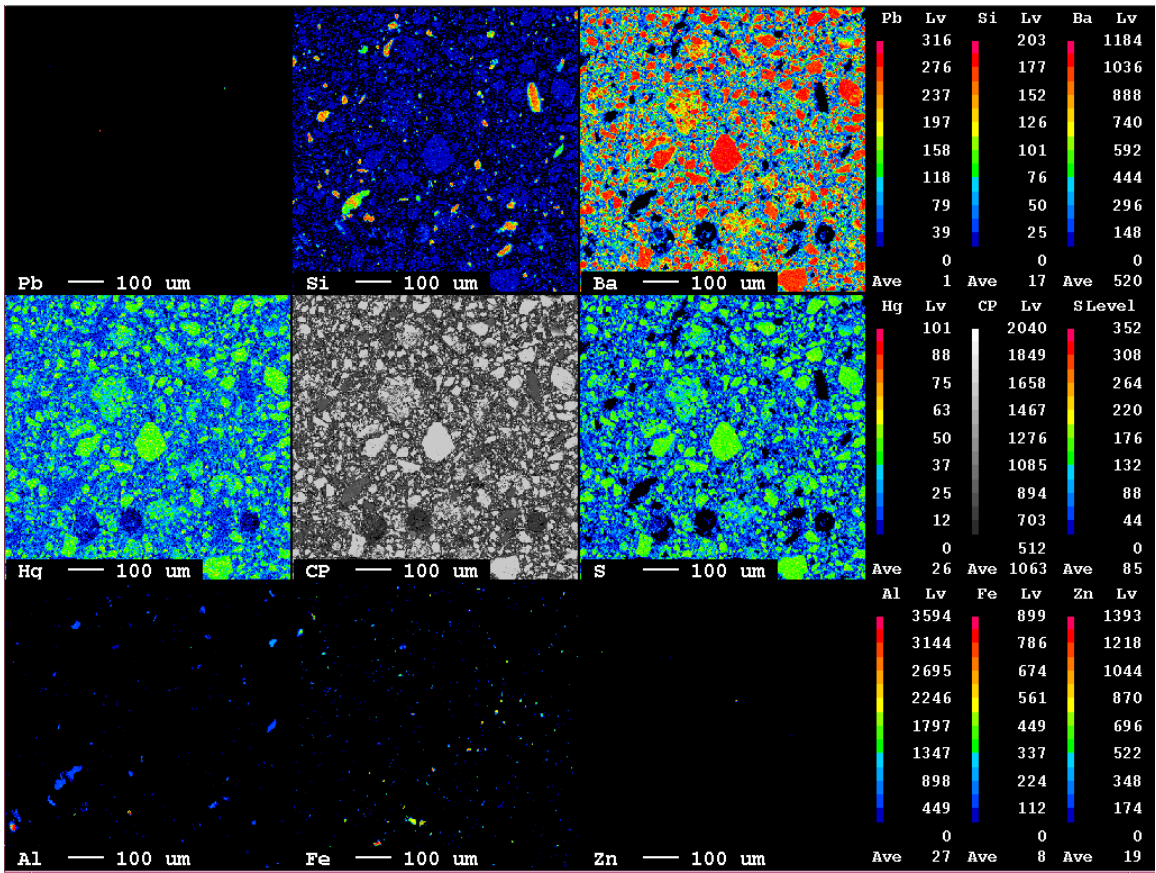 Pb Lv Si Lv Ba Lv
316 203 1184
276 177 1036
237 152 888
197 126 740
158 101 592
118 76 444
79 50 296
39 25 148
0 0 0
Ave 1 Ave 17 Ave 520
Pb 100 um Si 100 um Ba 100 um
Hg Lv CP Lv S Level
101 2040 352
88 1849 308
75 1658 264
63 1467 220
50 1276 176
37 1085 132
25 894 88
12 703 44
0 512 0
Ave 26 Ave 1063 Ave 85
Hg 100 um CP 100 um S 100 um
Al Lv Fe Lv Zn Lv
3594 899 1393
3144 786 1218
2695 674 1044
2246 561 870
1797 449 696
1347 337 522
898 224 348
449 112 174
0 0 0
Ave 27 Ave 8 Ave 19
Al 100 um Fe 100 um Zn 100 um